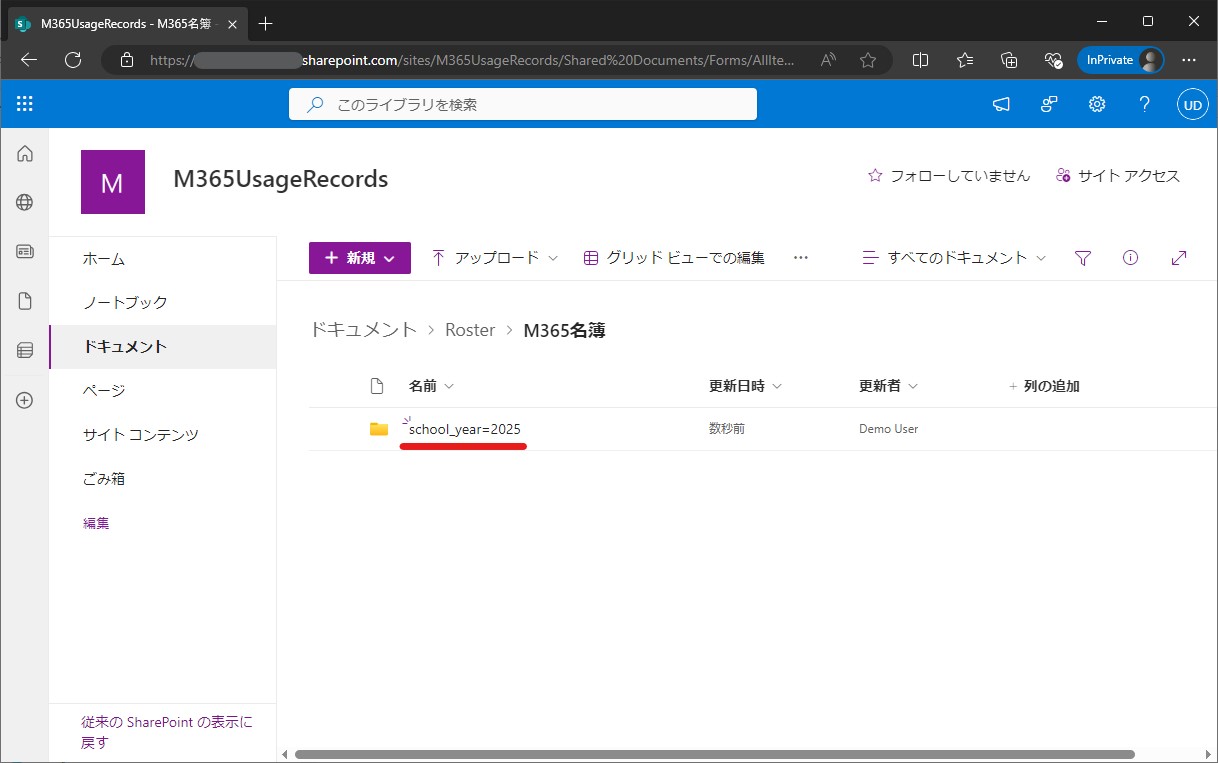 M365UsageRecords - M365名簿 -
https://
sharepoint.com/sites/M365UsageRecords/Shared%20Documents/Forms/AllIte...
InPrivate
このライブラリを検索
UD
M
M365UsageRecords
フォローしていません
サイト アクセス
ホーム
ノートブック
ドキュメント
ページ
サイト コンテンツ
ごみ箱
編集
従来の SharePoint の表示に
戻す
+ 新規
アップロード
グリッド ビューでの編集
...
すべてのドキュメント
ドキュメント > Roster > M365名簿
名前
更新日時
更新者
+ 列の追加
school_year=2025
数秒前
Demo User